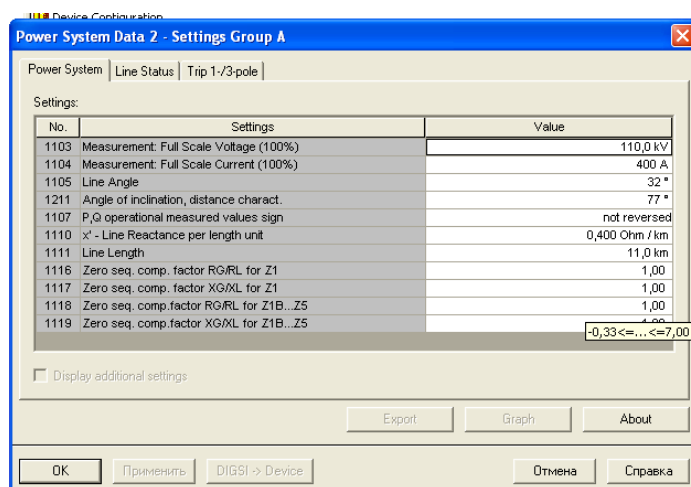 Device Configuration
Power System Data 2 - Settings Group A
Power System Line Status Trip 1-/3-pole
Settings:
No. Settings Value
1103 Measurement: Full Scale Voltage (100%) 110,0 kV
1104 Measurement: Full Scale Current (100%) 400 A
1105 Line Angle 32 °
1211 Angle of inclination, distance charact. 77 °
1107 P,Q operational measured values sign not reversed
1110 x' - Line Reactance per length unit 0,400 Ohm / km
1111 Line Length 11,0 km
1116 Zero seq. comp. factor RG/RL for Z1 1,00
1117 Zero seq. comp. factor XG/XL for Z1 1,00
1118 Zero seq. comp.factor RG/RL for Z1B...Z5 1,00
1119 Zero seq. comp.factor XG/XL for Z1B...Z5
-0,33<=...<=7,00
Display additional settings
Export Graph About
OK Применить DIGSI -> Device Отмена Справка